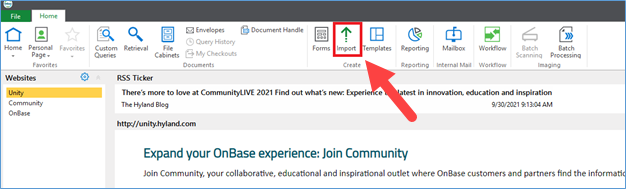 File
Home
Home
Personal
Page
Favorites
Favorites
Custom
Queries
Retrieval
File
Cabinets
Envelopes
Query History
My Checkouts
Document Handle
Documents
Forms
Import
Templates
Create
Reporting
Reporting
Mailbox
Internal Mail
Workflow
Workflow
Batch
Scanning
Batch
Processing
Imaging
Websites
Unity
Community
OnBase
RSS Ticker
There's more to love at CommunityLIVE 2021 Find out what's new: Experience latest in innovation, education and inspiration
The Hyland Blog
9/30/2021 9:13:04 AM
http://unity.hyland.com
Expand your OnBase experience: Join Community
Join Community, your collaborative, educational and inspirational outlet where OnBase customers and partners find the informatio